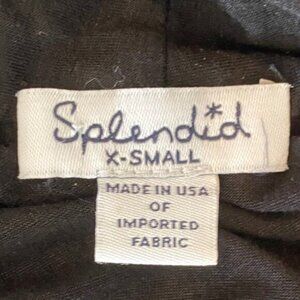 Splendid
X-SMALL
MADE IN USA
OF
IMPORTED
FABRIC